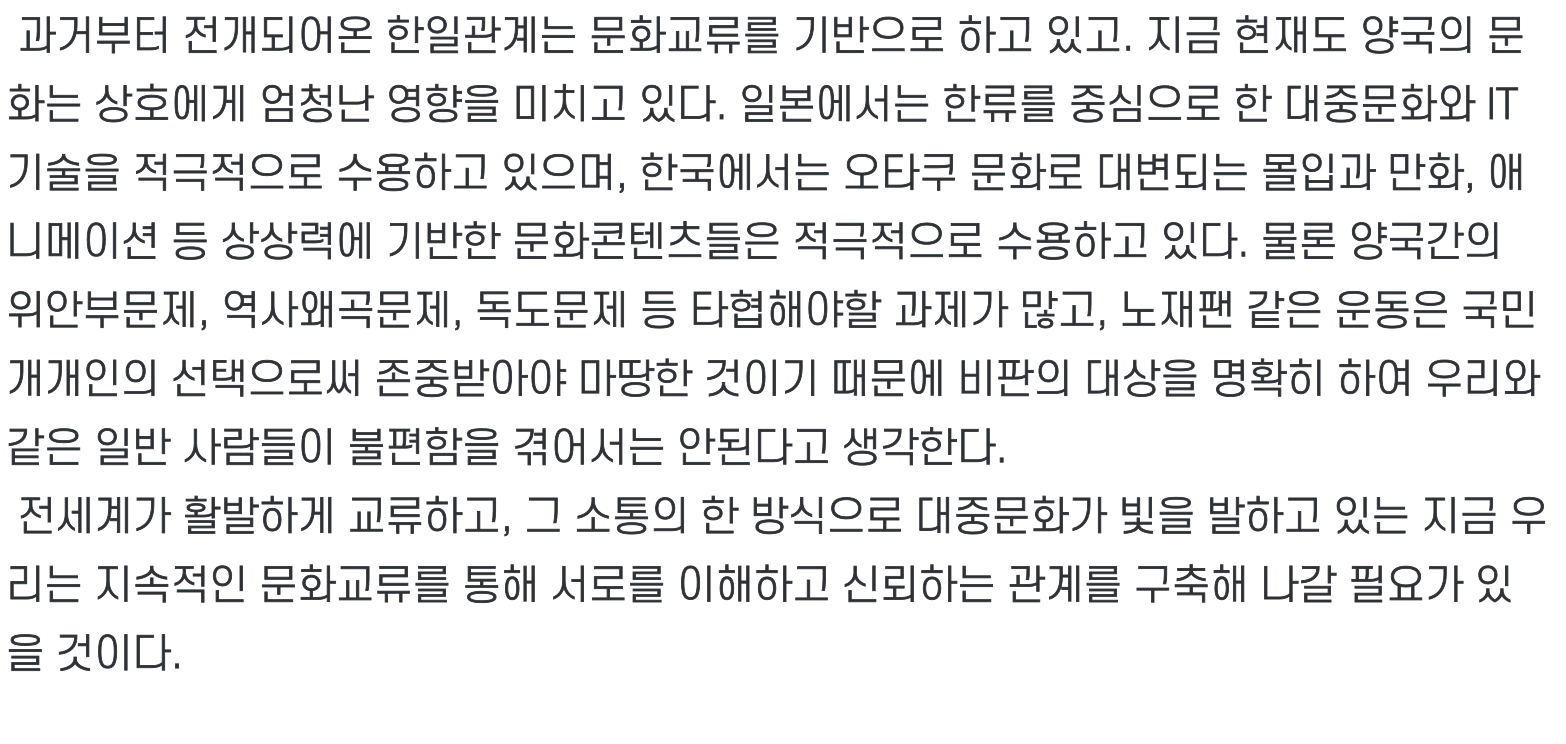 과거부터 전개되어온 한일관계는 문화교류를 기반으로 하고 있고. 지금 현재도 양국의 문
화는 상호에게 엄청난 영향을 미치고 있다. 일본에서는 한류를 중심으로 한 대중문화와 IT
기술을 적극적으로 수용하고 있으며, 한국에서는 오타쿠 문화로 대변되는 몰입과 만화, 애
니메이션 등 상상력에 기반한 문화콘텐츠들은 적극적으로 수용하고 있다. 물론 양국간의
위안부문제, 역사왜곡문제, 독도문제 등 타협해야할 과제가 많고, 노재팬 같은 운동은 국민
개개인의 선택으로써 존중받아야 마땅한 것이기 때문에 비판의 대상을 명확히 하여 우리와
같은 일반 사람들이 불편함을 겪어서는 안된다고 생각한다.
전세계가 활발하게 교류하고, 그 소통의 한 방식으로 대중문화가 빛을 발하고 있는 지금 우
리는 지속적인 문화교류를 통해 서로를 이해하고 신뢰하는 관계를 구축해 나갈 필요가 있
을 것이다.